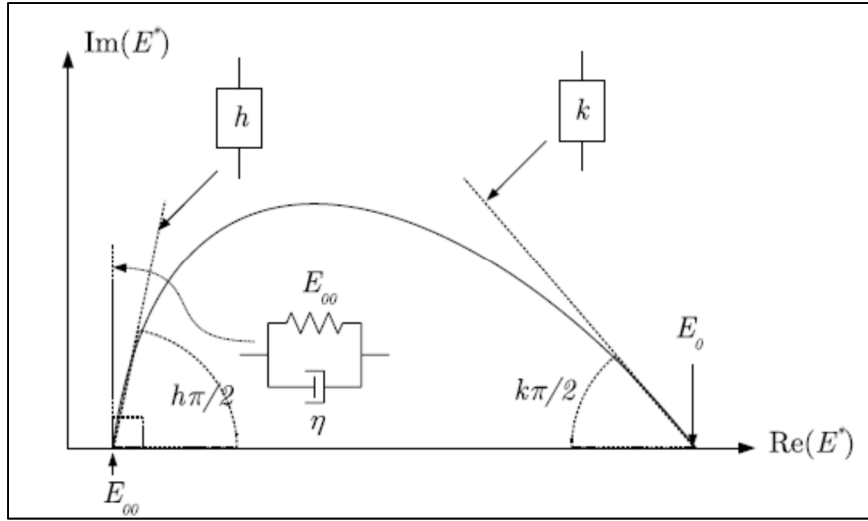 Im(E*)
h
k
E₀₀
E₀
hπ/2
kπ/2
η
Re(E*)
E₀₀